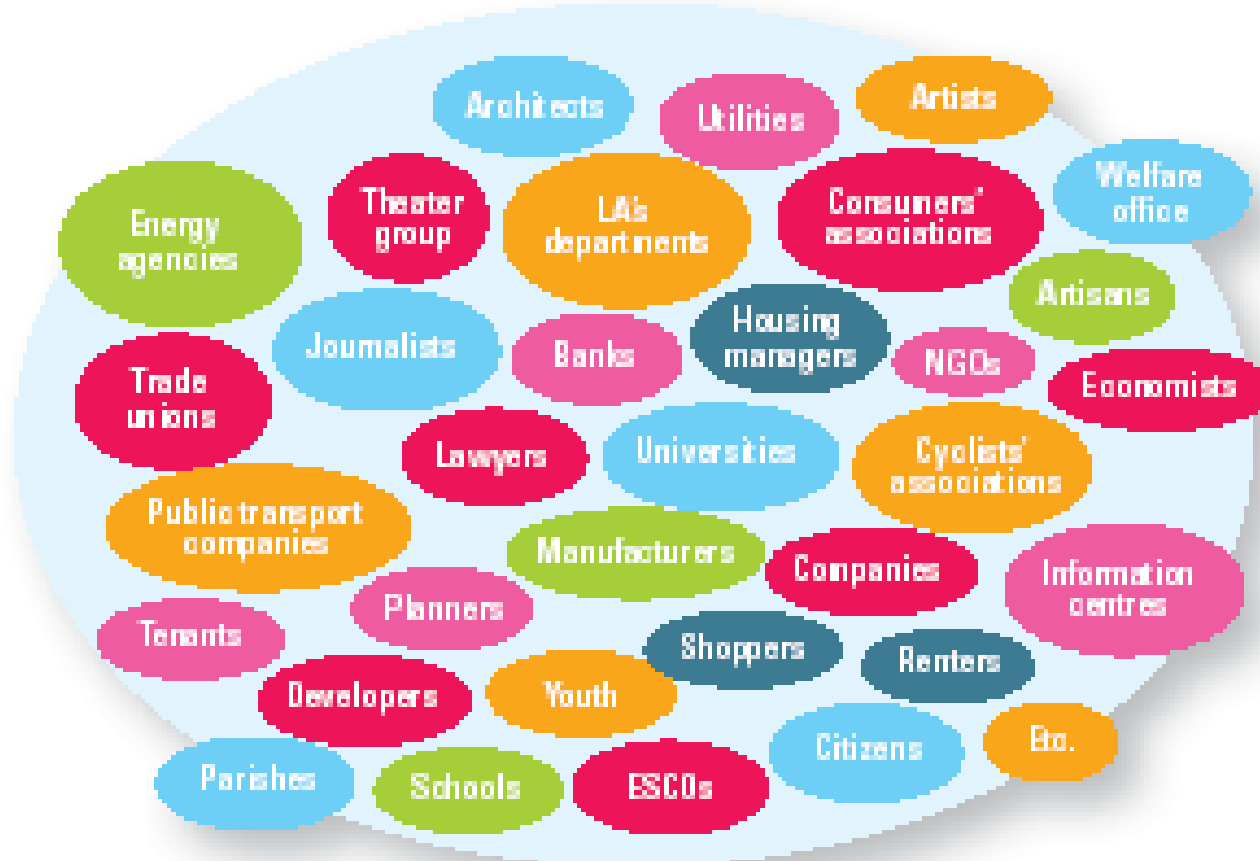 Architects
Utilities
Artists
Energy
agencies
Theater
group
LA's
departments
Consumers'
associations
Welfare
office
Artisans
Journalists
Banks
Housing
managers
NGOs
Economists
Trade
unions
Lawyers
Universities
Cyclists'
associations
Public transport
companies
Manufacturers
Companies
Information
centres
Tenants
Planners
Shoppers
Renters
Developers
Youth
Citizens
Etc.
Parishes
Schools
ESCOs